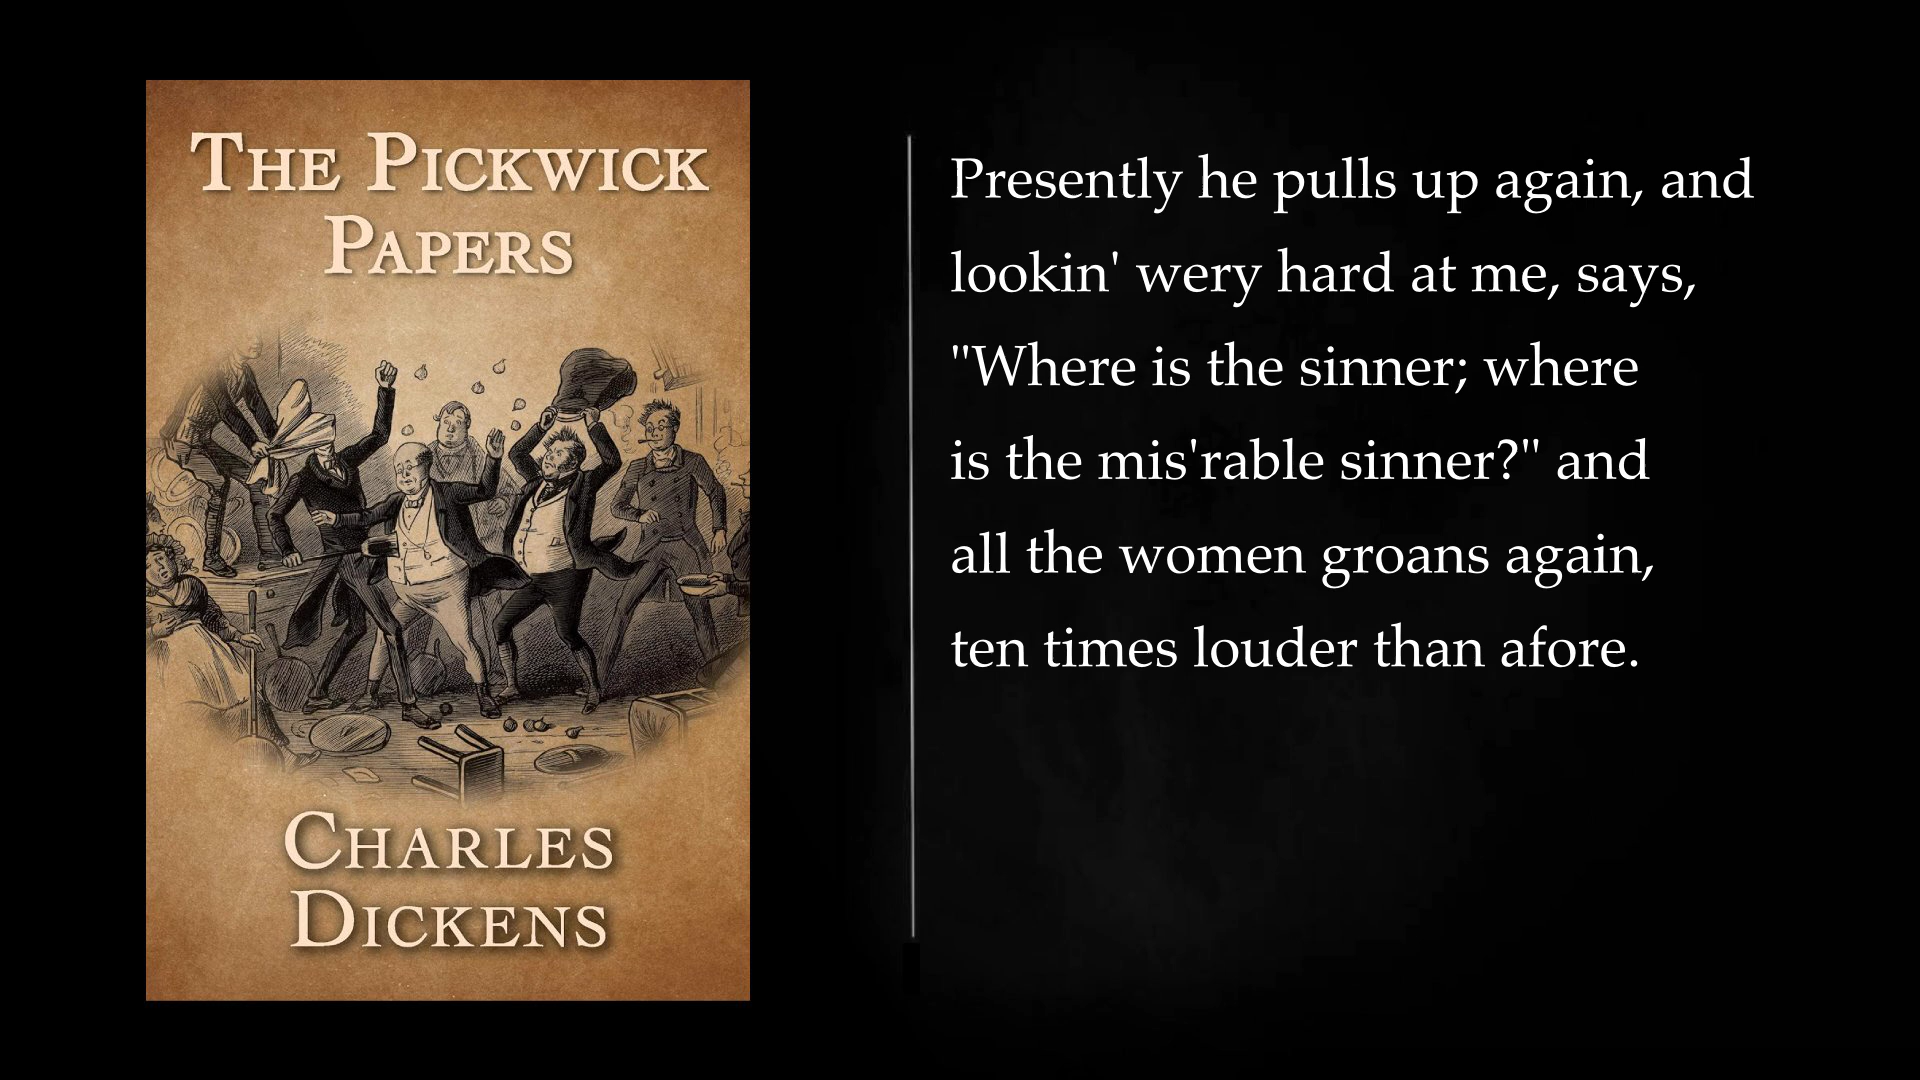 THE PICKWICK
PAPERS
CHARLES
DICKENS
Presently he pulls up again, and
lookin' wery hard at me, says,
"Where is the sinner; where
is the mis'rable sinner?" and
all the women groans again,
ten times louder than afore.